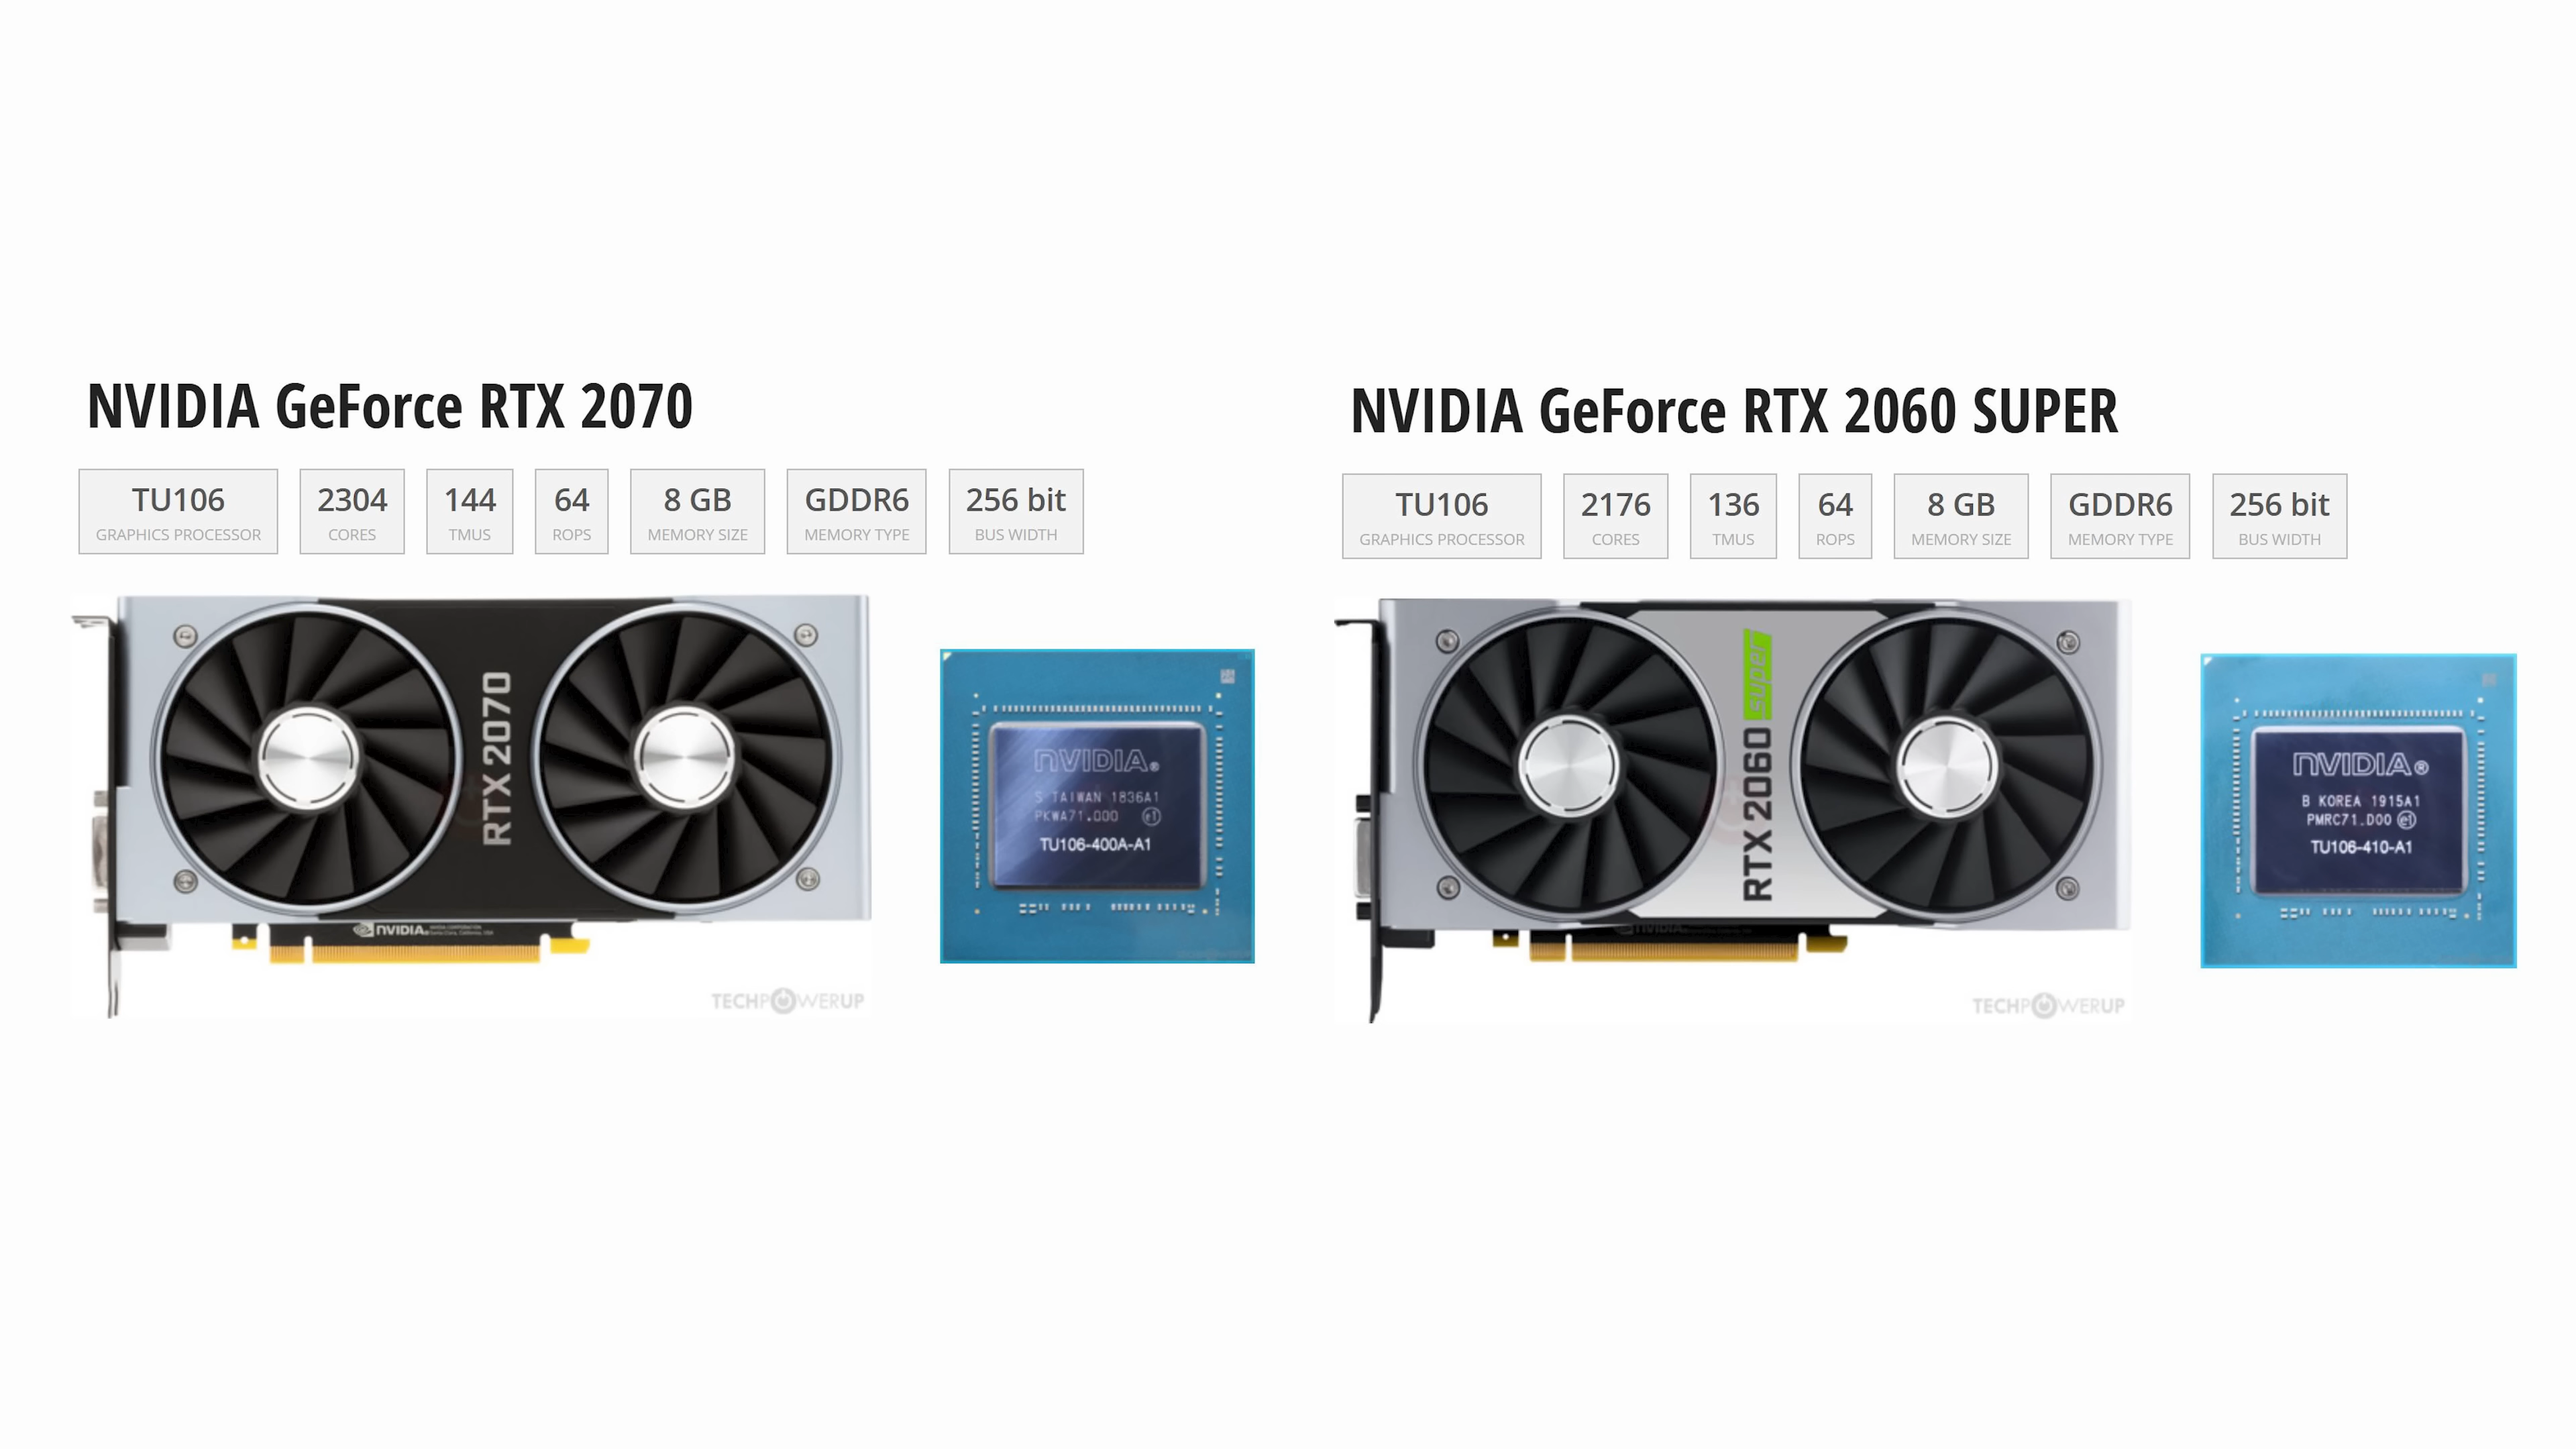 NVIDIA GeForce RTX 2070
TU106
GRAPHICS PROCESSOR
2304
CORES
144
TMUS
64
ROPS
8 GB
MEMORY SIZE
GDDR6
MEMORY TYPE
256 bit
BUS WIDTH
RTX 2070
NVIDIA
TECHPOWERUP
NVIDIA®
S TAIWAN 1836A1
PKWA71.000 e1
TU106-400A-A1
NVIDIA GeForce RTX 2060 SUPER
TU106
GRAPHICS PROCESSOR
2176
CORES
136
TMUS
64
ROPS
8 GB
MEMORY SIZE
GDDR6
MEMORY TYPE
256 bit
BUS WIDTH
RTX 2060 SUPER
NVIDIA
TECHPOWERUP
NVIDIA®
B KOREA 1915A1
PMRC71.D00 e1
TU106-410-A1